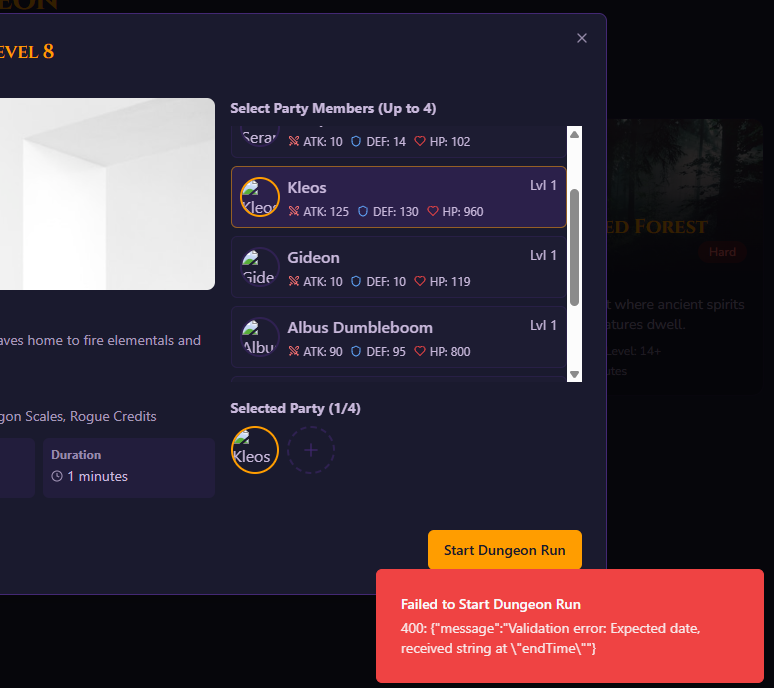 EON
EVEL 8
Select Party Members (Up to 4)
Serap
ATK: 10 DEF: 14 HP: 102
Kleos
Kleos
Lvl 1
ATK: 125 DEF: 130 HP: 960
Gide
Gideon
Lvl 1
ATK: 10 DEF: 10 HP: 119
Albu
Albus Dumbleboom
Lvl 1
ATK: 90 DEF: 95 HP: 800
aves home to fire elementals and
gon Scales, Rogue Credits
Duration
1 minutes
Selected Party (1/4)
Kleos
ED FOREST
Hard
t where ancient spirits
atures dwell.
Level: 14+
utes
Start Dungeon Run
Failed to Start Dungeon Run
400: {"message":"Validation error: Expected date,
received string at \"endTime\""}